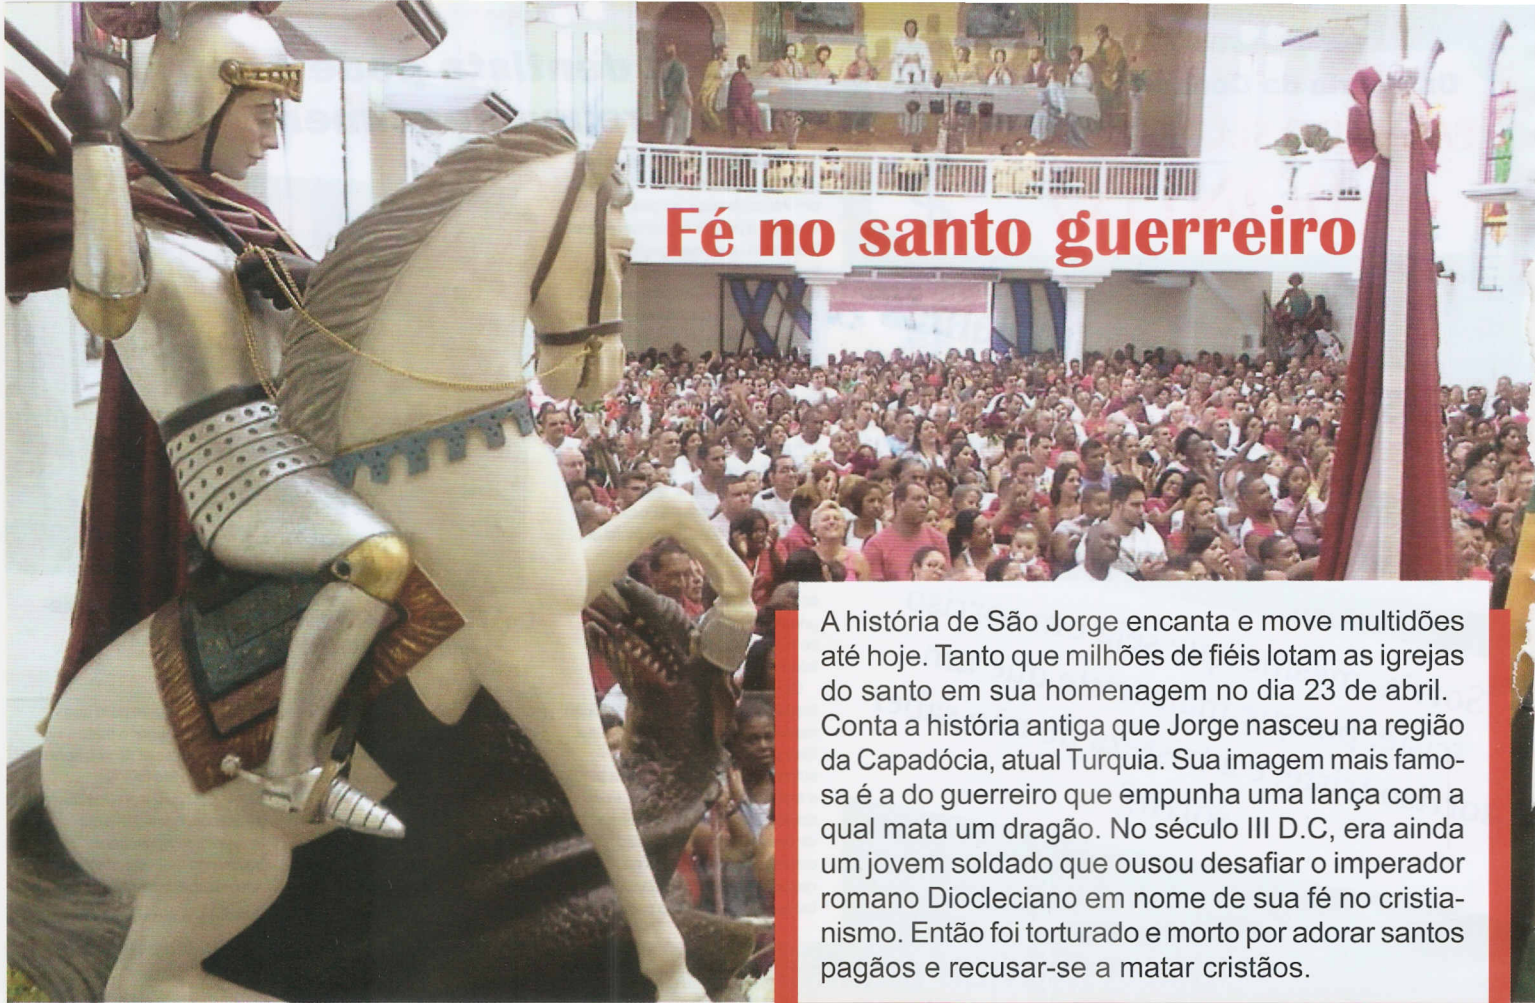 Fé no santo guerreiro
A história de São Jorge encanta e move multidões
até hoje. Tanto que milhões de fiéis lotam as igrejas
do santo em sua homenagem no dia 23 de abril.
Conta a história antiga que Jorge nasceu na região
da Capadócia, atual Turquia. Sua imagem mais famo-
sa é a do guerreiro que empunha uma lança com a
qual mata um dragão. No século III D.C, era ainda
um jovem soldado que ousou desafiar o imperador
romano Diocleciano em nome de sua fé no cristia-
nismo. Então foi torturado e morto por adorar santos
pagãos e recusar-se a matar cristãos.